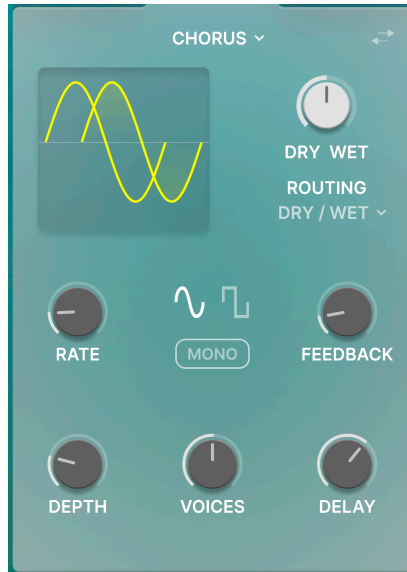 CHORUS
DRY WET
ROUTING
DRY / WET
RATE
MONO
FEEDBACK
DEPTH
VOICES
DELAY